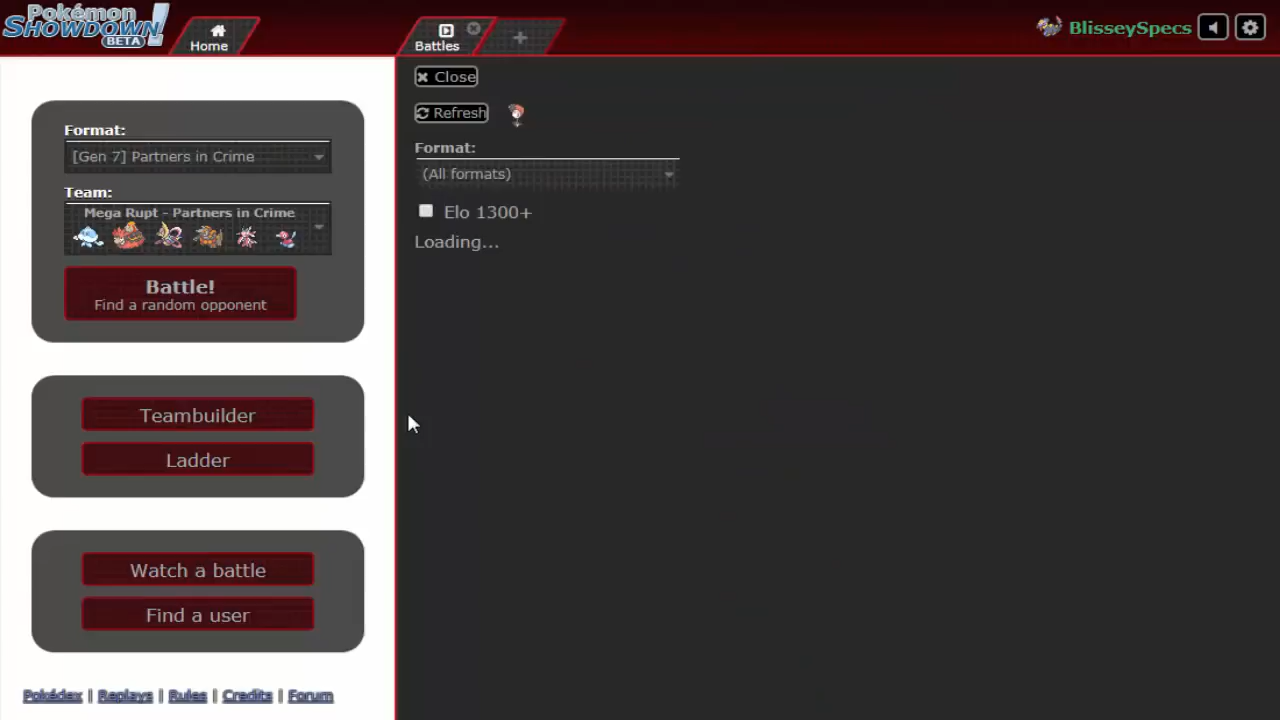 Pokémon
SHOWDOWN!
BETA
Home
Battles
BlisseySpecs
Format:
[Gen 7] Partners in Crime
Team:
Mega Rupt - Partners in Crime
Battle!
Find a random opponent
Teambuilder
Ladder
Watch a battle
Find a user
Pokédex | Replays | Rules | Credits | Forum
Close
Refresh
Format:
(All formats)
Elo 1300+
Loading...